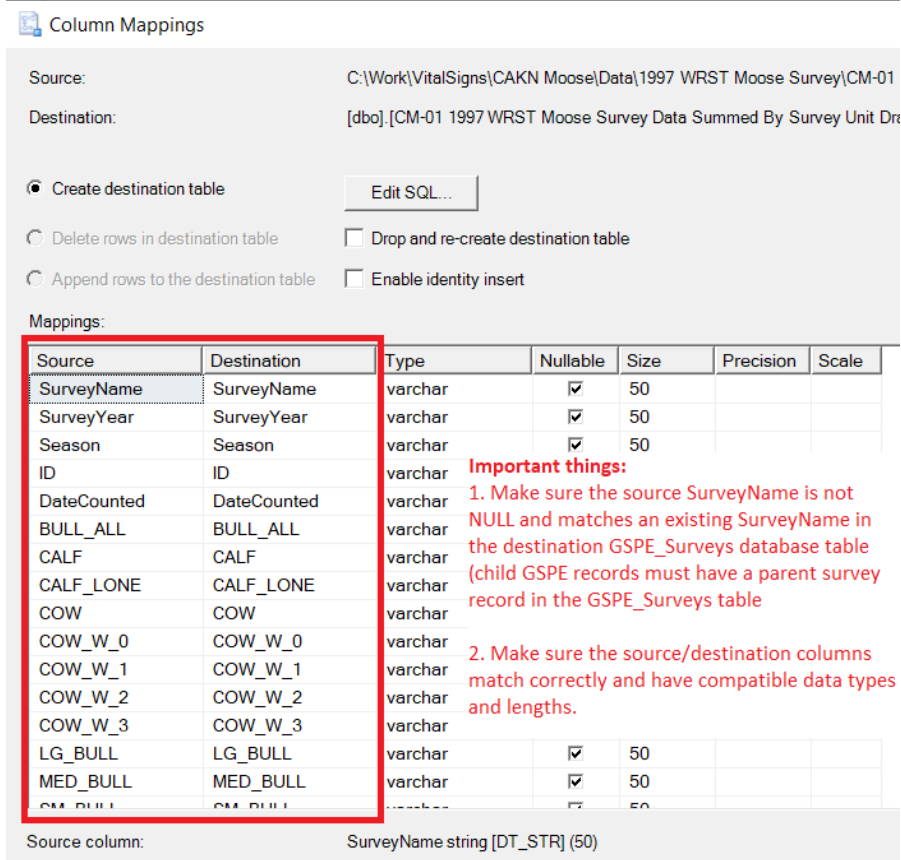 Column Mappings
Source: C:\Work\VitalSigns\CAKN Moose\Data\1997 WRST Moose Survey\CM-01
Destination: [dbo].[CM-01 1997 WRST Moose Survey Data Summed By Survey Unit Dra
Create destination table Edit SQL...
Delete rows in destination table Drop and re-create destination table
Append rows to the destination table Enable identity insert
Mappings:
Source Destination Type Nullable Size Precision Scale
SurveyName SurveyName varchar 50
SurveyYear SurveyYear varchar 50
Season Season varchar 50
ID ID varchar
DateCounted DateCounted varchar
BULL_ALL BULL_ALL varchar
CALF CALF varchar
CALF_LONE CALF_LONE varchar
COW COW varchar
COW_W_0 COW_W_0 varchar
COW_W_1 COW_W_1 varchar
COW_W_2 COW_W_2 varchar
COW_W_3 COW_W_3 varchar
LG_BULL LG_BULL varchar 50
MED_BULL MED_BULL varchar 50
Important things:
1. Make sure the source SurveyName is not
NULL and matches an existing SurveyName in
the destination GSPE_Surveys database table
(child GSPE records must have a parent survey
record in the GSPE_Surveys table
2. Make sure the source/destination columns
match correctly and have compatible data types
and lengths.
Source column: SurveyName string [DT_STR] (50)